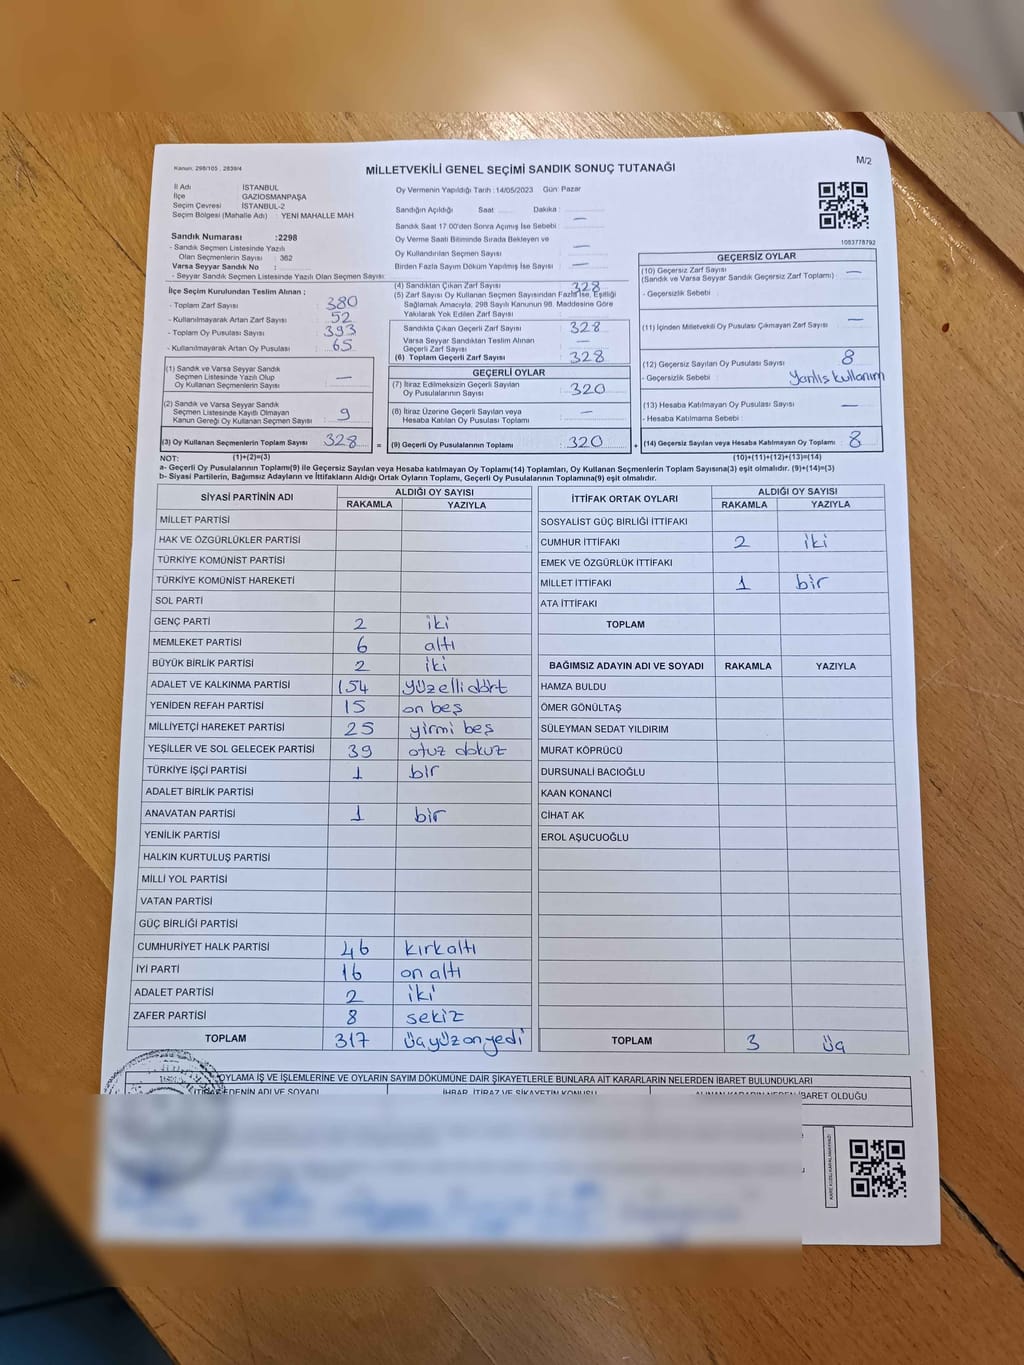 Kanun: 298/105 , 2839/4
MİLLETVEKİLİ GENEL SEÇİMİ SANDIK SONUÇ TUTANAĞI
M/2
İl Adı : İSTANBUL
İlçe : GAZİOSMANPAŞA
Seçim Çevresi : İSTANBUL-2
Seçim Bölgesi (Mahalle Adı) : YENİ MAHALLE MAH
Sandık Numarası :2298
- Sandık Seçmen Listesinde Yazılı
Olan Seçmenlerin Sayısı : 362
Varsa Seyyar Sandık No :
- Seyyar Sandık Seçmen Listesinde Yazılı Olan Seçmen Sayısı:
İlçe Seçim Kurulundan Teslim Alınan ;
- Toplam Zarf Sayısı : 380
- Kullanılmayarak Artan Zarf Sayısı : 52
- Toplam Oy Pusulası Sayısı : 393
- Kullanılmayarak Artan Oy Pusulası : 65
Oy Vermenin Yapıldığı Tarih :14/05/2023 Gün: Pazar
Sandığın Açıldığı Saat Dakika :
Sandık Saat 17.00'den Sonra Açımış İse Sebebi : —
Oy Verme Saati Bitiminde Sırada Bekleyen ve
Oy Kullandırılan Seçmen Sayısı : —
Birden Fazla Sayım Döküm Yapılmış İse Sayısı : —
(4) Sandıktan Çıkan Zarf Sayısı : 328
(5) Zarf Sayısı Oy Kullanan Seçmen Sayısından Fazla İse, Eşitliği
Sağlamak Amacıyla, 298 Sayılı Kanunun 98. Maddesine Göre
Yakılarak Yok Edilen Zarf Sayısı :
Sandıkta Çıkan Geçerli Zarf Sayısı : 328
Varsa Seyyar Sandıktan Teslim Alınan
Geçerli Zarf Sayısı : —
(6) Toplam Geçerli Zarf Sayısı : 328
1083778792
GEÇERSİZ OYLAR
(10) Geçersiz Zarf Sayısı : —
(Sandık ve Varsa Seyyar Sandık Geçersiz Zarf Toplamı)
- Geçersizlik Sebebi :
(11) İçinden Milletvekili Oy Pusulası Çıkmayan Zarf Sayısı : —
(12) Geçersiz Sayılan Oy Pusulası Sayısı : 8
- Geçersizlik Sebebi : Yanlış kullanım
(13) Hesaba Katılmayan Oy Pusulası Sayısı : —
- Hesaba Katılmama Sebebi :
(14) Geçersiz Sayılan veya Hesaba Katılmayan Oy Toplamı : 8
(1) Sandık ve Varsa Seyyar Sandık
Seçmen Listesinde Yazılı Olup
Oy Kullanan Seçmenlerin Sayısı : —
(2) Sandık ve Varsa Seyyar Sandık
Seçmen Listesinde Kayıtlı Olmayan
Kanun Gereği Oy Kullanan Seçmen Sayısı : 9
(3) Oy Kullanan Seçmenlerin Toplam Sayısı : 328 =
GEÇERLİ OYLAR
(7) İtiraz Edilmeksizin Geçerli Sayılan
Oy Pusulasının Sayısı : 320
(8) İtiraz Üzerine Geçerli Sayılan veya
Hesaba Katılan Oy Pusulası Toplamı : —
(9) Geçerli Oy Pusulalarının Toplamı : 320 +
NOT: (1)+(2)=(3) (10)+(11)+(12)+(13)=(14)
a- Geçerli Oy Pusulalarının Toplamı(9) ile Geçersiz Sayılan veya Hesaba katılmayan Oy Toplamı(14) Toplamları, Oy Kullanan Seçmenlerin Toplam Sayısına(3) eşit olmalıdır. (9)+(14)=(3)
b- Siyasi Partilerin, Bağımsız Adayların ve İttifakların Aldığı Ortak Oyların Toplamı, Geçerli Oy Pusulalarının Toplamına(9) eşit olmalıdır.
SİYASİ PARTİNİN ADI ALDIĞI OY SAYISI
RAKAMLA YAZIYLA
MİLLET PARTİSİ
HAK VE ÖZGÜRLÜKLER PARTİSİ
TÜRKİYE KOMÜNİST PARTİSİ
TÜRKİYE KOMÜNİST HAREKETİ
SOL PARTİ
GENÇ PARTİ 2 iki
MEMLEKET PARTİSİ 6 altı
BÜYÜK BİRLİK PARTİSİ 2 iki
ADALET VE KALKINMA PARTİSİ 154 yüzellidört
YENİDEN REFAH PARTİSİ 15 on beş
MİLLİYETÇİ HAREKET PARTİSİ 25 yirmi beş
YEŞİLLER VE SOL GELECEK PARTİSİ 39 otuz dokuz
TÜRKİYE İŞÇİ PARTİSİ 1 bir
ADALET BİRLİK PARTİSİ
ANAVATAN PARTİSİ 1 bir
YENİLİK PARTİSİ
HALKIN KURTULUŞ PARTİSİ
MİLLİ YOL PARTİSİ
VATAN PARTİSİ
GÜÇ BİRLİĞİ PARTİSİ
CUMHURİYET HALK PARTİSİ 46 kırkaltı
İYİ PARTİ 16 on altı
ADALET PARTİSİ 2 iki
ZAFER PARTİSİ 8 sekiz
TOPLAM 317 üçyüzonyedi
İTTİFAK ORTAK OYLARI ALDIĞI OY SAYISI
RAKAMLA YAZIYLA
SOSYALİST GÜÇ BİRLİĞİ İTTİFAKI
CUMHUR İTTİFAKI 2 iki
EMEK VE ÖZGÜRLÜK İTTİFAKI
MİLLET İTTİFAKI 1 bir
ATA İTTİFAKI
TOPLAM
BAĞIMSIZ ADAYIN ADI VE SOYADI RAKAMLA YAZIYLA
HAMZA BULDU
ÖMER GÖNÜLTAŞ
SÜLEYMAN SEDAT YILDIRIM
MURAT KÖPRÜCÜ
DURSUNALİ BACIOĞLU
KAAN KONANCİ
CİHAT AK
EROL AŞUCUOĞLU
TOPLAM 3 üç
OYLAMA İŞ VE İŞLEMLERİNE VE OYLARIN SAYIM DÖKÜMÜNE DAİR ŞİKAYETLERLE BUNLARA AİT KARARLARIN NELERDEN İBARET BULUNDUKLARI
İTİRAZ EDENİN ADI VE SOYADI İHBAR, İTİRAZ VE ŞİKAYETİN KONUSU ALINAN KARARIN NEDEN İBARET OLDUĞU